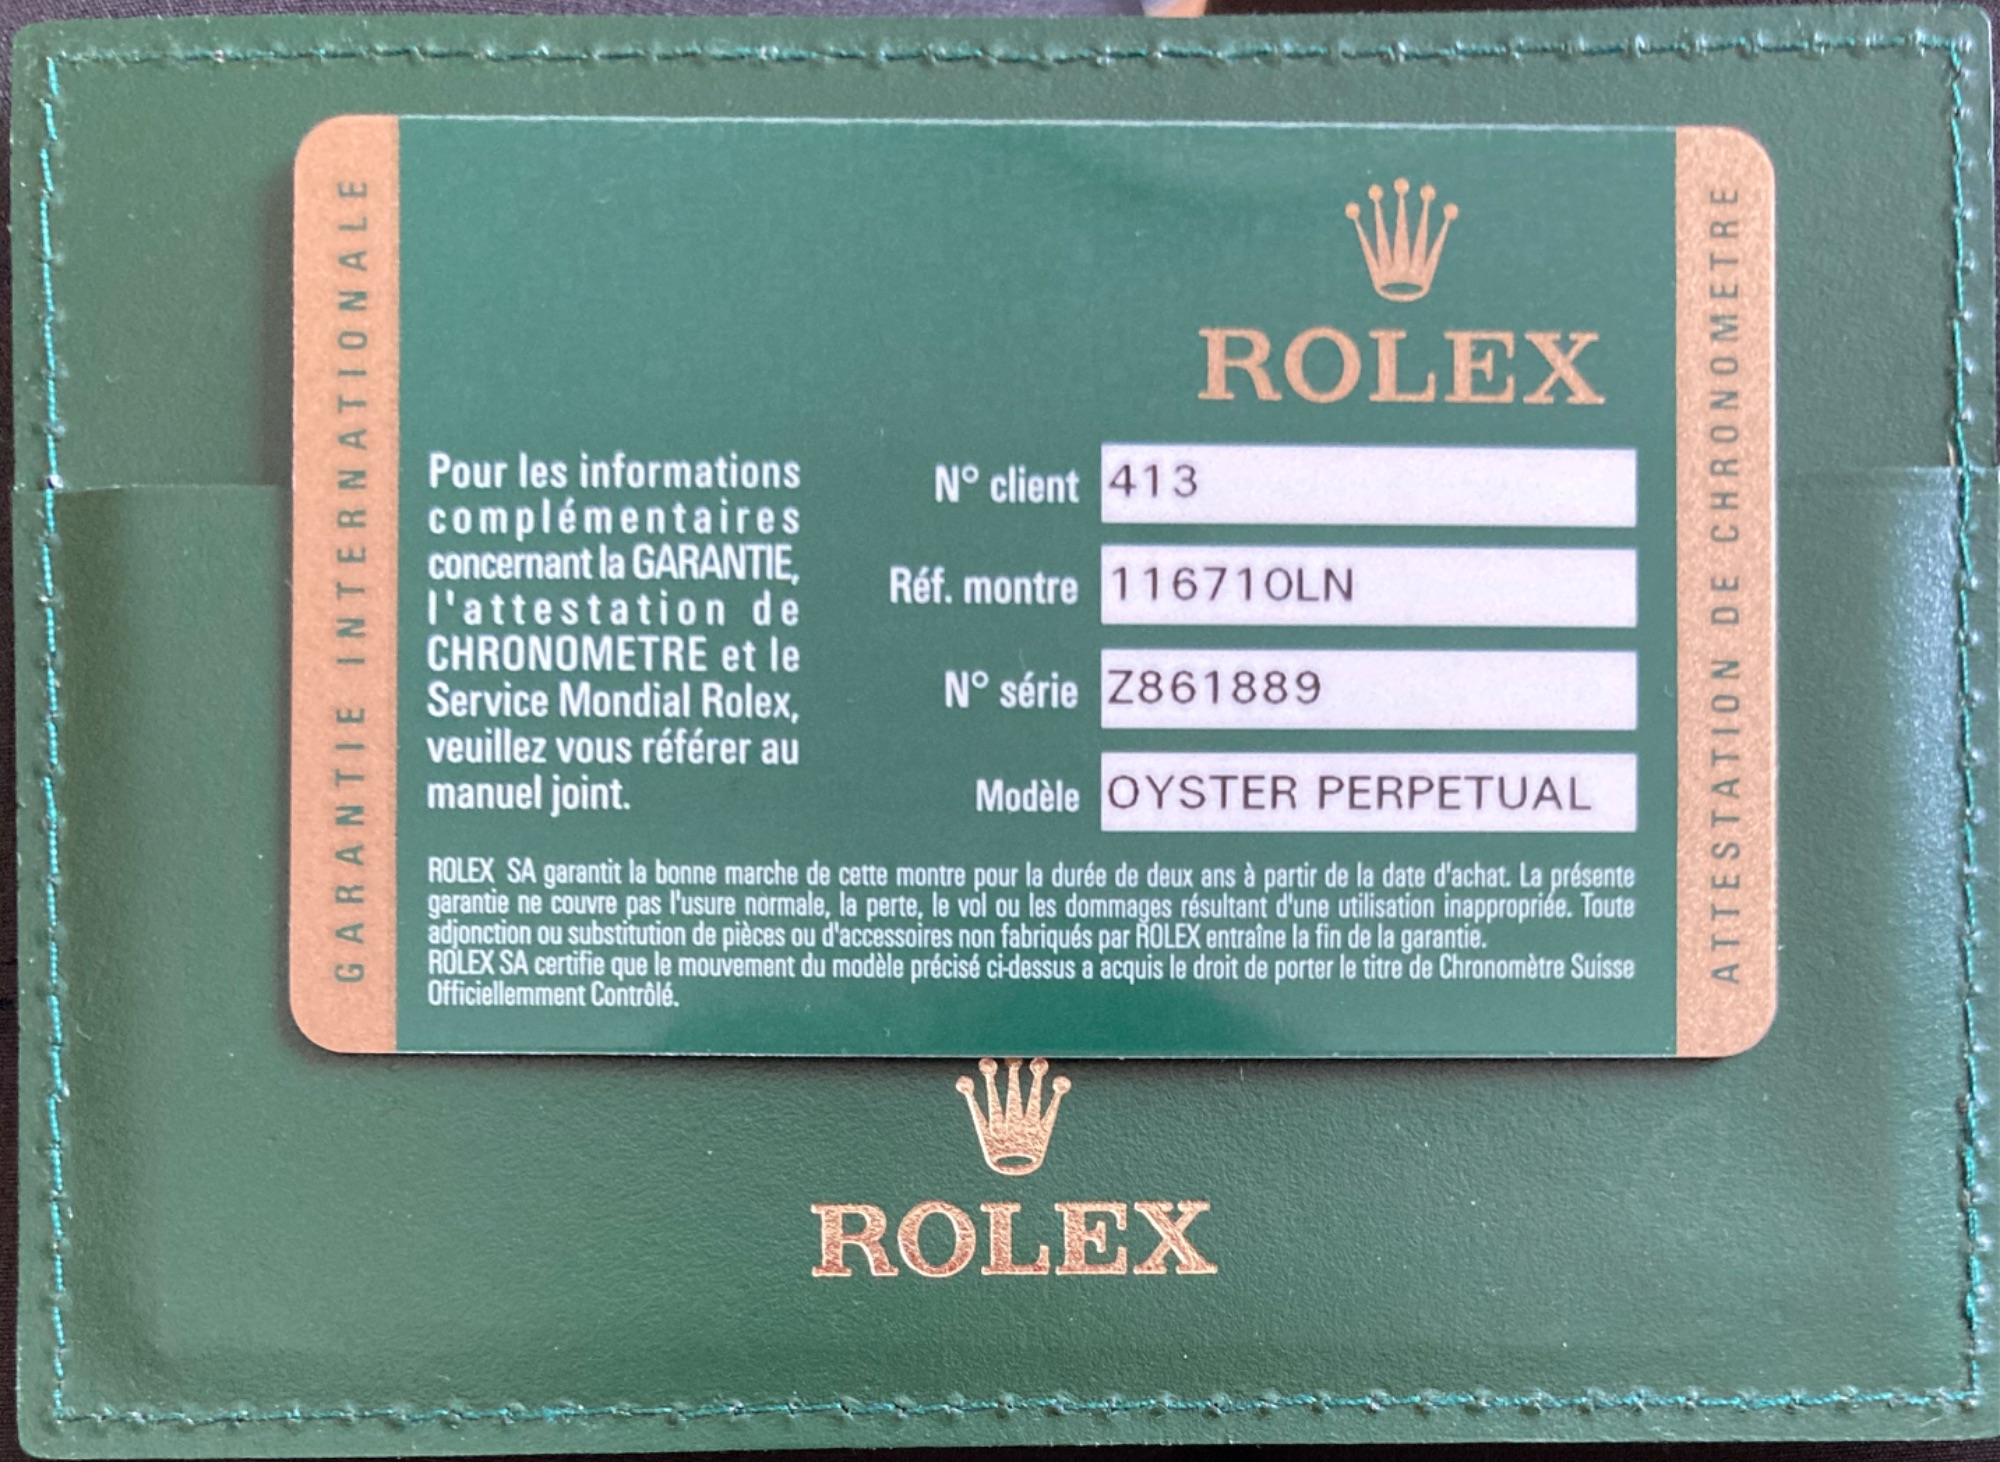 GARANTIE INTERNATIONALE
ROLEX
Pour les informations
complémentaires
concernant la GARANTIE,
l'attestation de
CHRONOMETRE et le
Service Mondial Rolex,
veuillez vous référer au
manuel joint.
N° client 413
Réf. montre 116710LN
N° série Z861889
Modèle OYSTER PERPETUAL
ROLEX SA garantit la bonne marche de cette montre pour la durée de deux ans à partir de la date d'achat. La présente
garantie ne couvre pas l'usure normale, la perte, le vol ou les dommages résultant d'une utilisation inappropriée. Toute
adjonction ou substitution de pièces ou d'accessoires non fabriqués par ROLEX entraîne la fin de la garantie.
ROLEX SA certifie que le mouvement du modèle précisé ci-dessus a acquis le droit de porter le titre de Chronomètre Suisse
Officiellemment Contrôlé.
ATTESTATION DE CHRONOMETRE
ROLEX